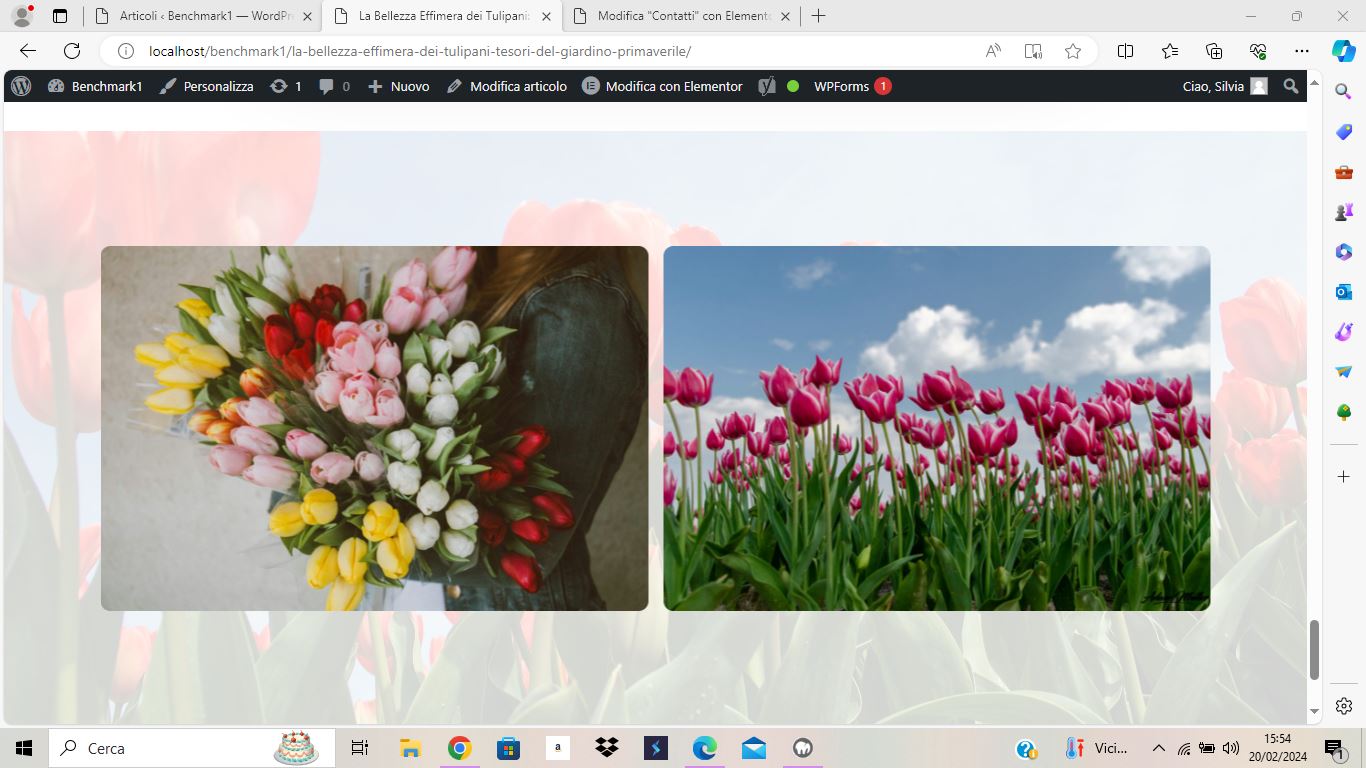 Articoli ‹ Benchmark1 — WordPr
La Bellezza Effimera dei Tulipani:
Modifica "Contatti" con Elemento
localhost/benchmark1/la-bellezza-effimera-dei-tulipani-tesori-del-giardino-primaverile/
Benchmark1 Personalizza 1 0 Nuovo Modifica articolo Modifica con Elementor WPForms 1 Ciao, Silvia
Cerca
a
Vici...
15:54
20/02/2024
1